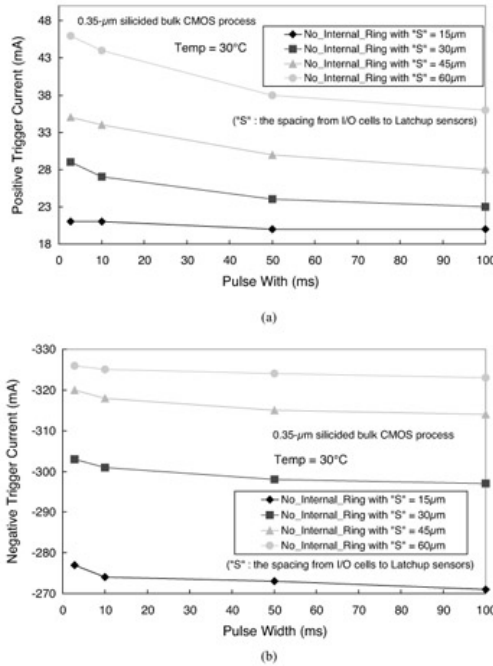 48
43
38
33
28
23
18
Positive Trigger Current (mA)
0.35-μm silicided bulk CMOS process
Temp = 30°C
No_Internal_Ring with "S" = 15μm
No_Internal_Ring with "S" = 30μm
No_Internal_Ring with "S" = 45μm
No_Internal_Ring with "S" = 60μm
("S" : the spacing from I/O cells to Latchup sensors)
0 10 20 30 40 50 60 70 80 90 100
Pulse With (ms)
(a)
-330
-320
-310
-300
-290
-280
-270
Negative Trigger Current (mA)
0.35-μm silicided bulk CMOS process
Temp = 30°C
No_Internal_Ring with "S" = 15μm
No_Internal_Ring with "S" = 30μm
No_Internal_Ring with "S" = 45μm
No_Internal_Ring with "S" = 60μm
("S" : the spacing from I/O cells to Latchup sensors)
0 10 20 30 40 50 60 70 80 90 100
Pulse Width (ms)
(b)